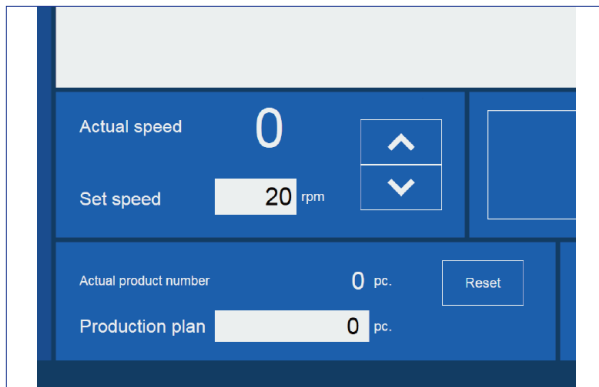 Actual speed 0
Set speed 20 rpm
Actual product number 0 pc. Reset
Production plan 0 pc.